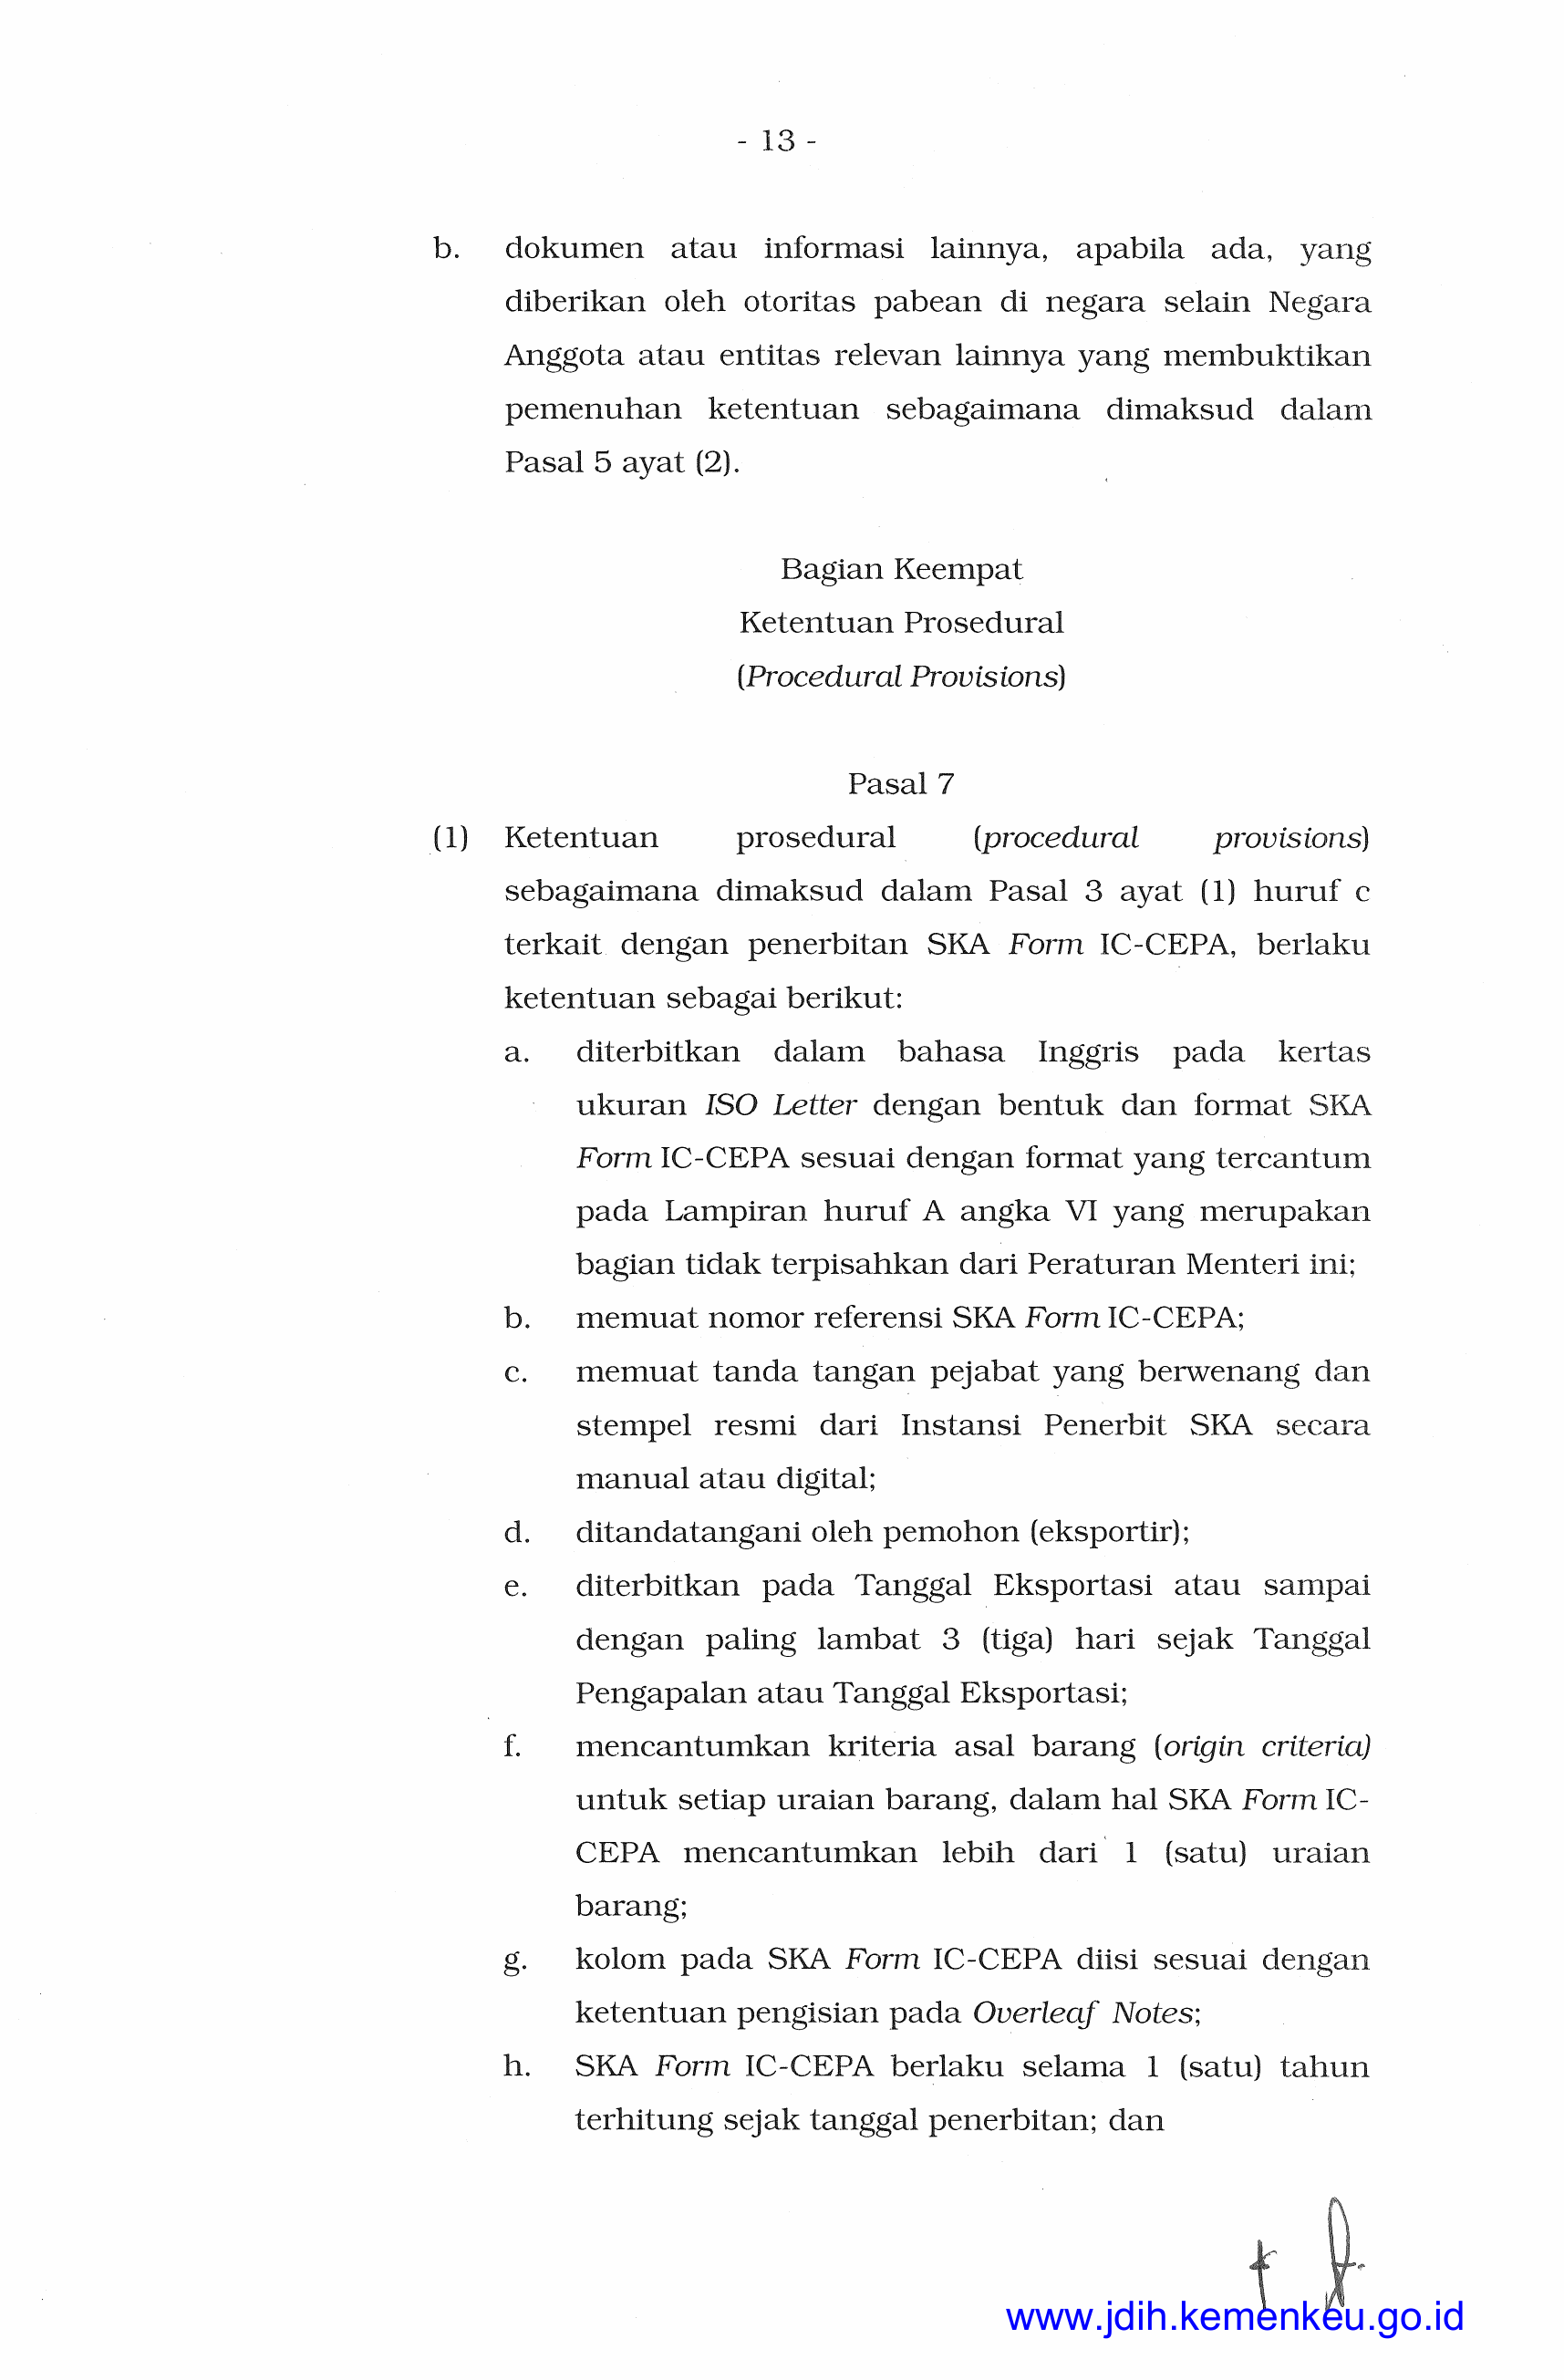 - 13 -
b. dokumen atau informasi lainnya, apabila ada, yang
diberikan oleh otoritas pabean di negara selain Negara
Anggota atau entitas relevan lainnya yang membuktikan
pemenuhan ketentuan sebagaimana dimaksud dalam
Pasal 5 ayat (2).
Bagian Keempat
Ketentuan Prosedural
(Procedural Provisions)
Pasal 7
(1) Ketentuan prosedural (procedural provisions)
sebagaimana dimaksud dalam Pasal 3 ayat (1) huruf c
terkait dengan penerbitan SKA Form IC-CEPA, berlaku
ketentuan sebagai berikut:
a. diterbitkan dalam bahasa Inggris pada kertas
ukuran ISO Letter dengan bentuk dan format SKA
Form IC-CEPA sesuai dengan format yang tercantum
pada Lampiran huruf A angka VI yang merupakan
bagian tidak terpisahkan dari Peraturan Menteri ini;
b. memuat nomor referensi SKA Form IC-CEPA;
c. memuat tanda tangan pejabat yang berwenang dan
stempel resmi dari Instansi Penerbit SKA secara
manual atau digital;
d. ditandatangani oleh pemohon (eksportir);
e. diterbitkan pada Tanggal Eksportasi atau sampai
dengan paling lambat 3 (tiga) hari sejak Tanggal
Pengapalan atau Tanggal Eksportasi;
f. mencantumkan kriteria asal barang (origin criteria)
untuk setiap uraian barang, dalam hal SKA Form IC-
CEPA mencantumkan lebih dari 1 (satu) uraian
barang;
g. kolom pada SKA Form IC-CEPA diisi sesuai dengan
ketentuan pengisian pada Overleaf Notes;
h. SKA Form IC-CEPA berlaku selama 1 (satu) tahun
terhitung sejak tanggal penerbitan; dan
www.jdih.kemenkeu.go.id